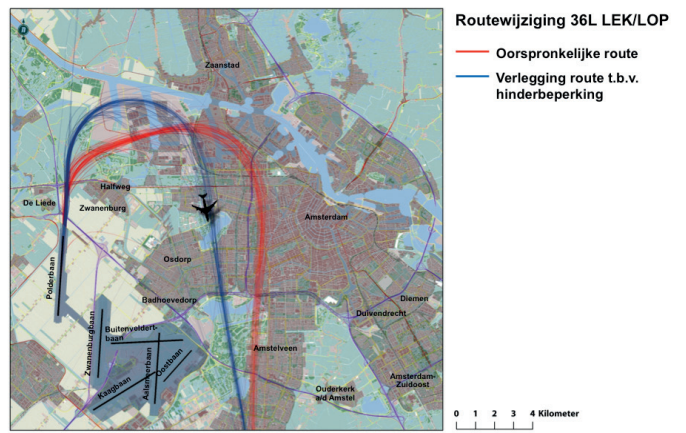 Routewijziging 36L LEK/LOP
Oorspronkelijke route
Verlegging route t.b.v.
hinderbeperking
Zaanstad
Halfweg
De Liede
Zwanenburg
Amsterdam
Polderbaan
Osdorp
Badhoevedorp
Diemen
Duivendrecht
Zwanenburgbaan
Buitenveldert-
baan
Aalsmeerbaan
Oostbaan
Kaagbaan
Amstelveen
Amsterdam-
Zuidoost
Ouderkerk
a/d Amstel
0 1 2 3 4 Kilometer